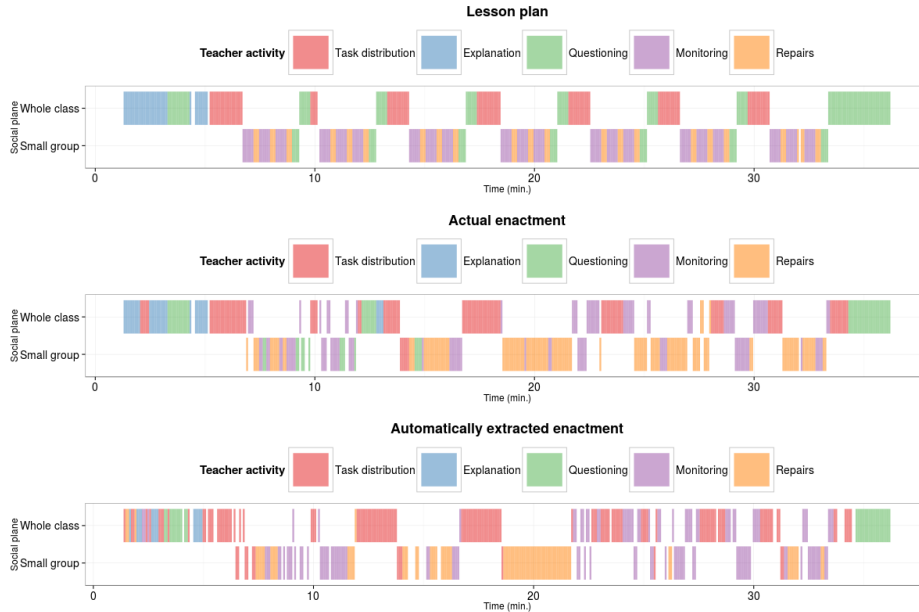 Lesson plan
Teacher activity Task distribution Explanation Questioning Monitoring Repairs
Social plane
Whole class
Small group
0 10 20 30
Time (min.)
Actual enactment
Teacher activity Task distribution Explanation Questioning Monitoring Repairs
Social plane
Whole class
Small group
0 10 20 30
Time (min.)
Automatically extracted enactment
Teacher activity Task distribution Explanation Questioning Monitoring Repairs
Social plane
Whole class
Small group
0 10 20 30
Time (min.)